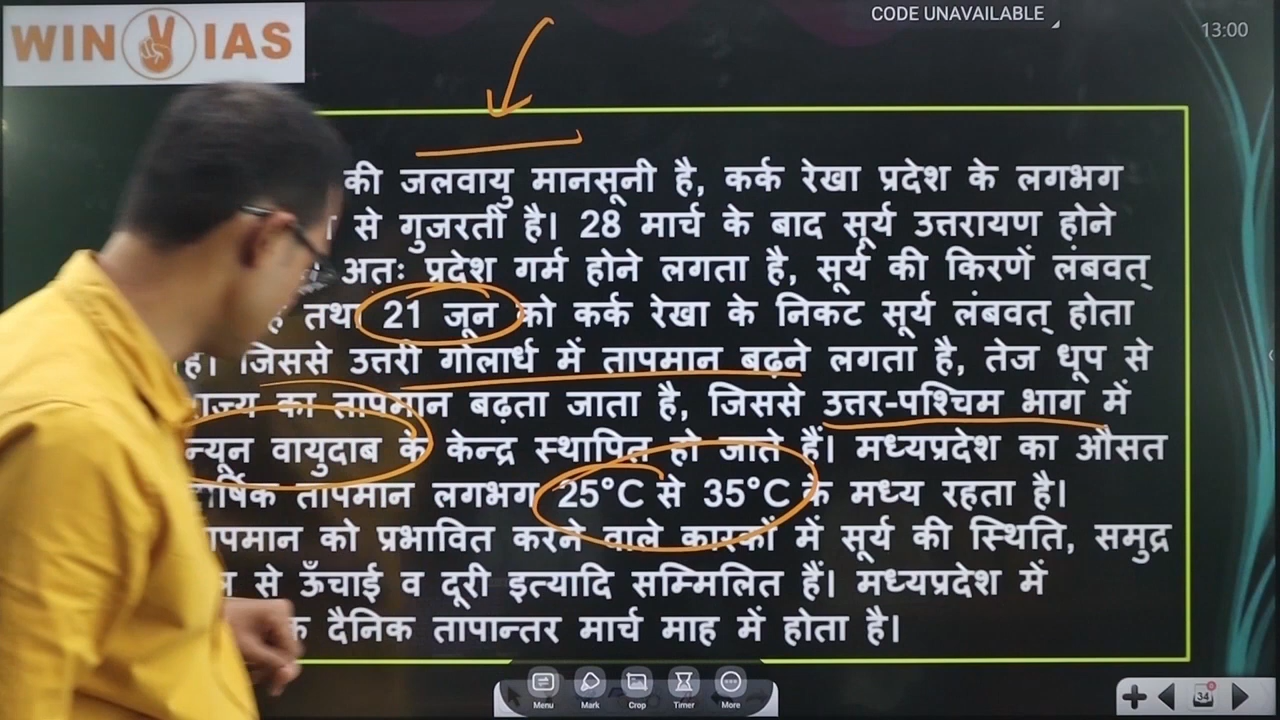 WIN IAS
CODE UNAVAILABLE
13:00
की जलवायु मानसूनी है, कर्क रेखा प्रदेश के लगभग
से गुजरती है। 28 मार्च के बाद सूर्य उत्तरायण होने
अतः प्रदेश गर्म होने लगता है, सूर्य की किरणें लंबवत्
तथा 21 जून को कर्क रेखा के निकट सूर्य लंबवत् होता
है। जिससे उत्तरी गोलार्ध में तापमान बढ़ने लगता है, तेज धूप से
का तापमान बढ़ता जाता है, जिससे उत्तर-पश्चिम भाग में
न्यून वायुदाब के केन्द्र स्थापित हो जाते हैं। मध्यप्रदेश का औसत
तापमान लगभग 25°C से 35°C के मध्य रहता है।
को प्रभावित करने वाले कारकों में सूर्य की स्थिति, समुद्र
से ऊँचाई व दूरी इत्यादि सम्मिलित हैं। मध्यप्रदेश में
दैनिक तापान्तर मार्च माह में होता है।
Menu Mark Crop Timer More
34